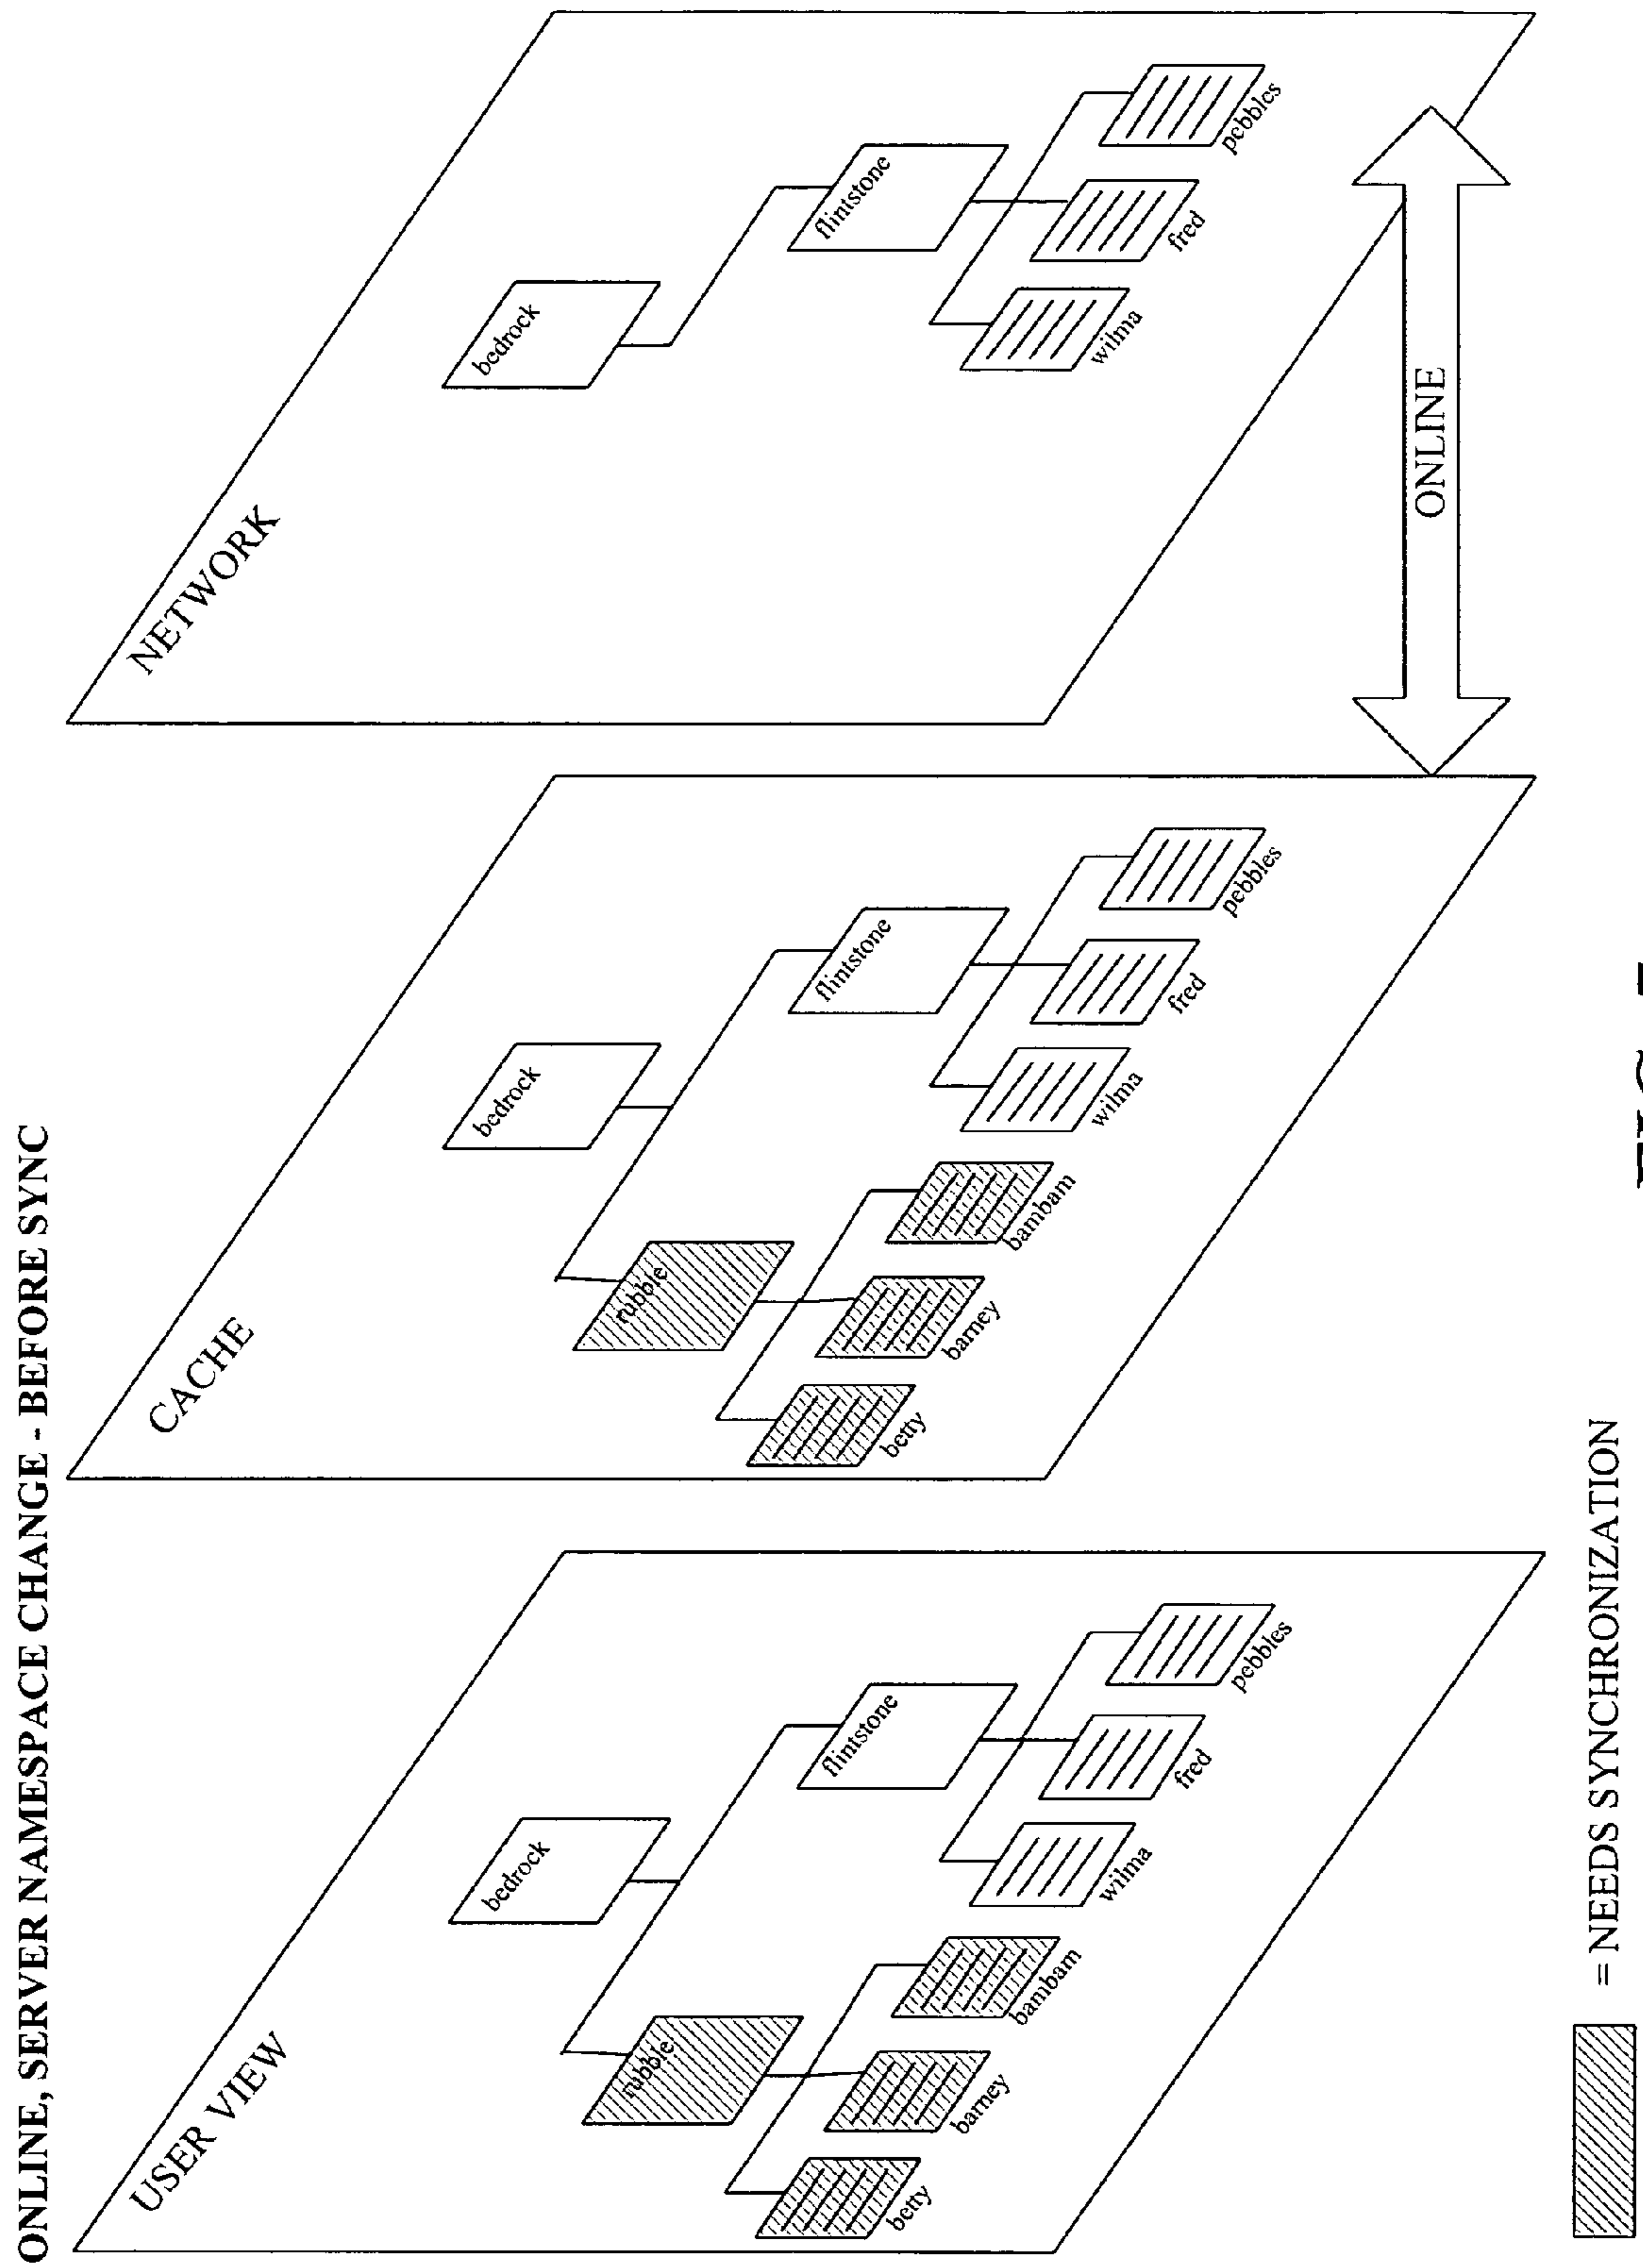 ONLINE, SERVER NAMESPACE CHANGE - BEFORE SYNC
USER VIEW
bedrock
rubble
flintstone
betty
barney
bambam
wilma
fred
pebbles
CACHE
bedrock
rubble
flintstone
betty
barney
bambam
wilma
fred
pebbles
NETWORK
bedrock
flintstone
wilma
fred
pebbles
ONLINE
= NEEDS SYNCHRONIZATION